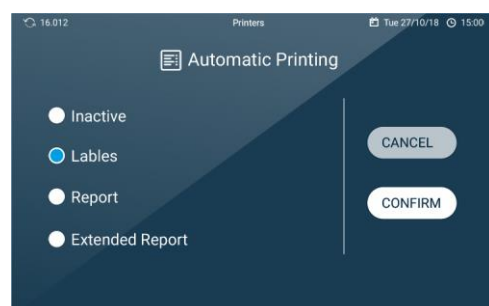 16.012 Printers Tue 27/10/18 15:00
Automatic Printing
Inactive
Lables
Report
Extended Report
CANCEL
CONFIRM